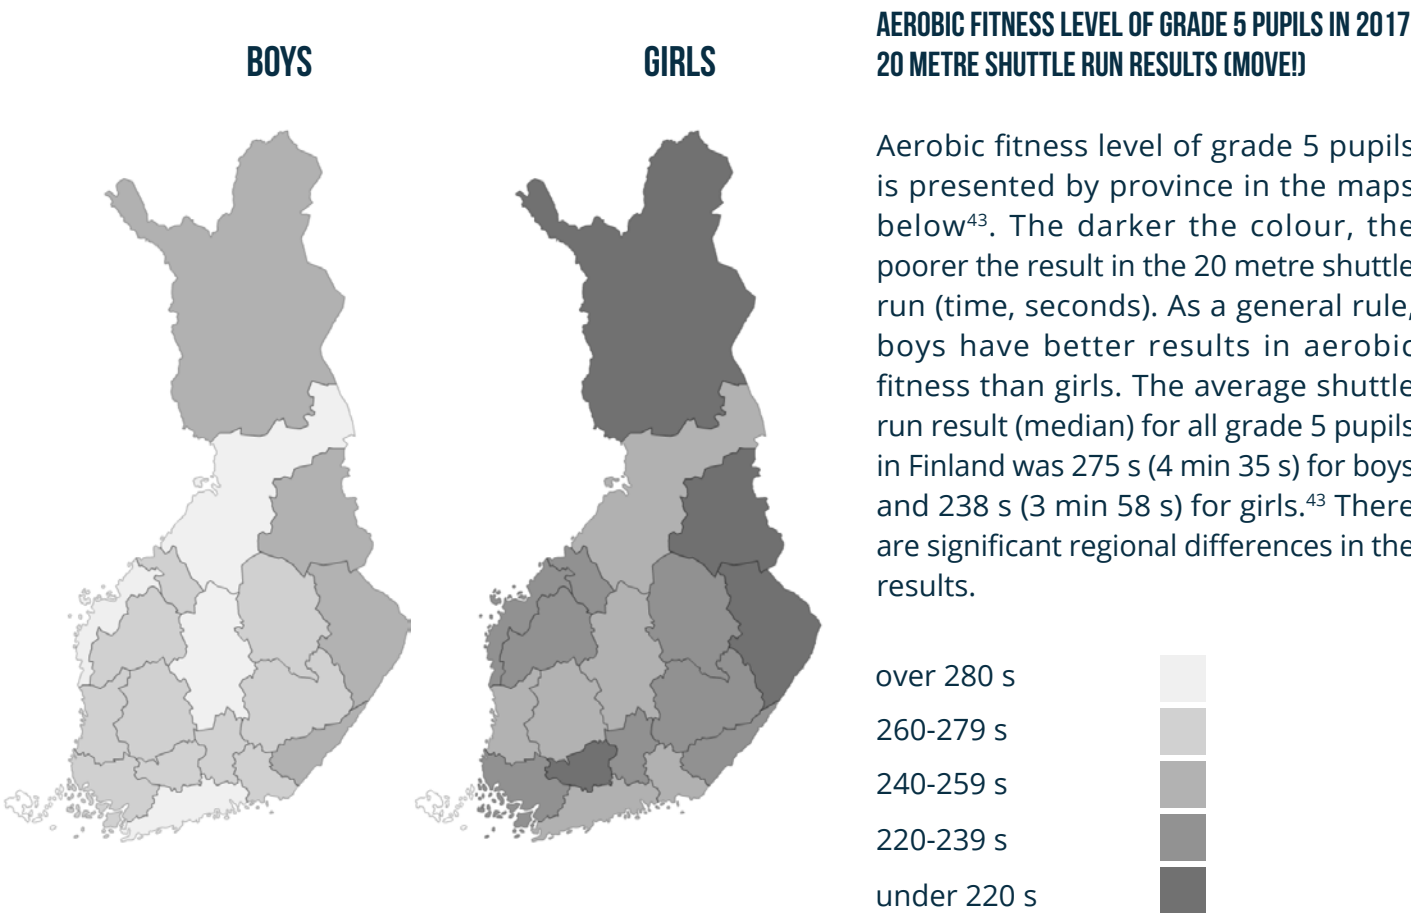 BOYS
GIRLS
AEROBIC FITNESS LEVEL OF GRADE 5 PUPILS IN 2017
20 METRE SHUTTLE RUN RESULTS (MOVE!)
Aerobic fitness level of grade 5 pupils
is presented by province in the maps
below43. The darker the colour, the
poorer the result in the 20 metre shuttle
run (time, seconds). As a general rule,
boys have better results in aerobic
fitness than girls. The average shuttle
run result (median) for all grade 5 pupils
in Finland was 275 s (4 min 35 s) for boys
and 238 s (3 min 58 s) for girls.43 There
are significant regional differences in the
results.
over 280 s
260-279 s
240-259 s
220-239 s
under 220 s